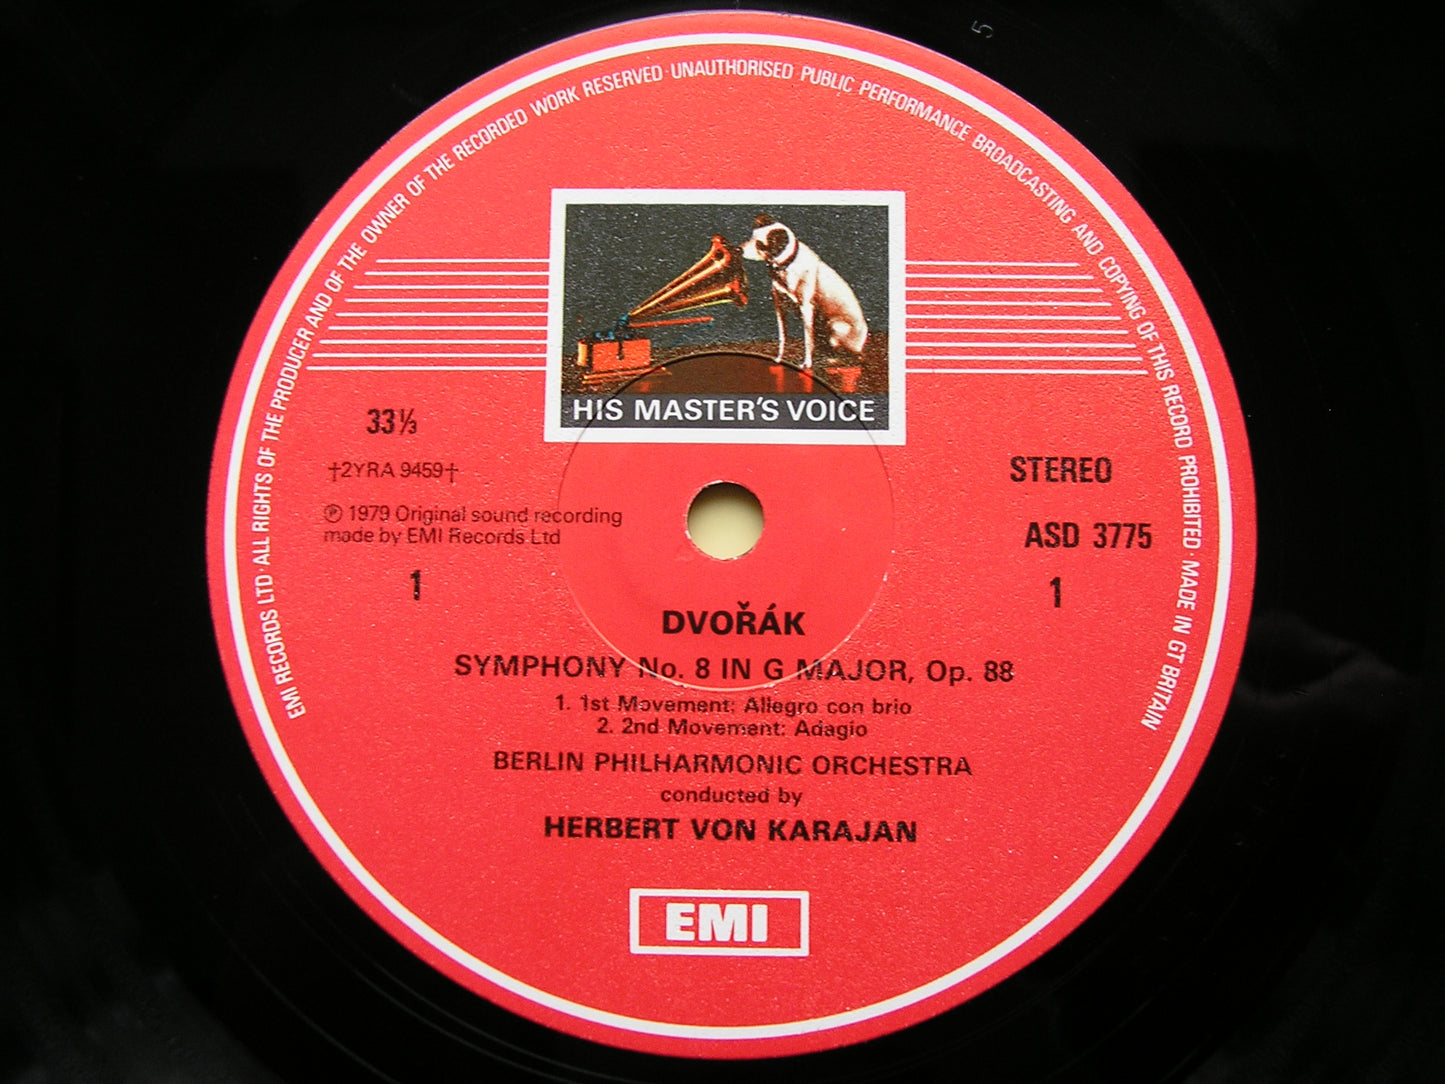 EMI RECORDS LTD · ALL RIGHTS OF THE PRODUCER AND OF THE OWNER OF THE RECORDED WORK RESERVED · UNAUTHORISED PUBLIC PERFORMANCE BROADCASTING AND COPYING OF THIS RECORD PROHIBITED · MADE IN GT BRITAIN
5
HIS MASTER'S VOICE
33⅓
†2YRA 9459†
℗ 1979 Original sound recording
made by EMI Records Ltd
1
STEREO
ASD 3775
1
DVOŘÁK
SYMPHONY No. 8 IN G MAJOR, Op. 88
1. 1st Movement: Allegro con brio
2. 2nd Movement: Adagio
BERLIN PHILHARMONIC ORCHESTRA
conducted by
HERBERT VON KARAJAN
EMI